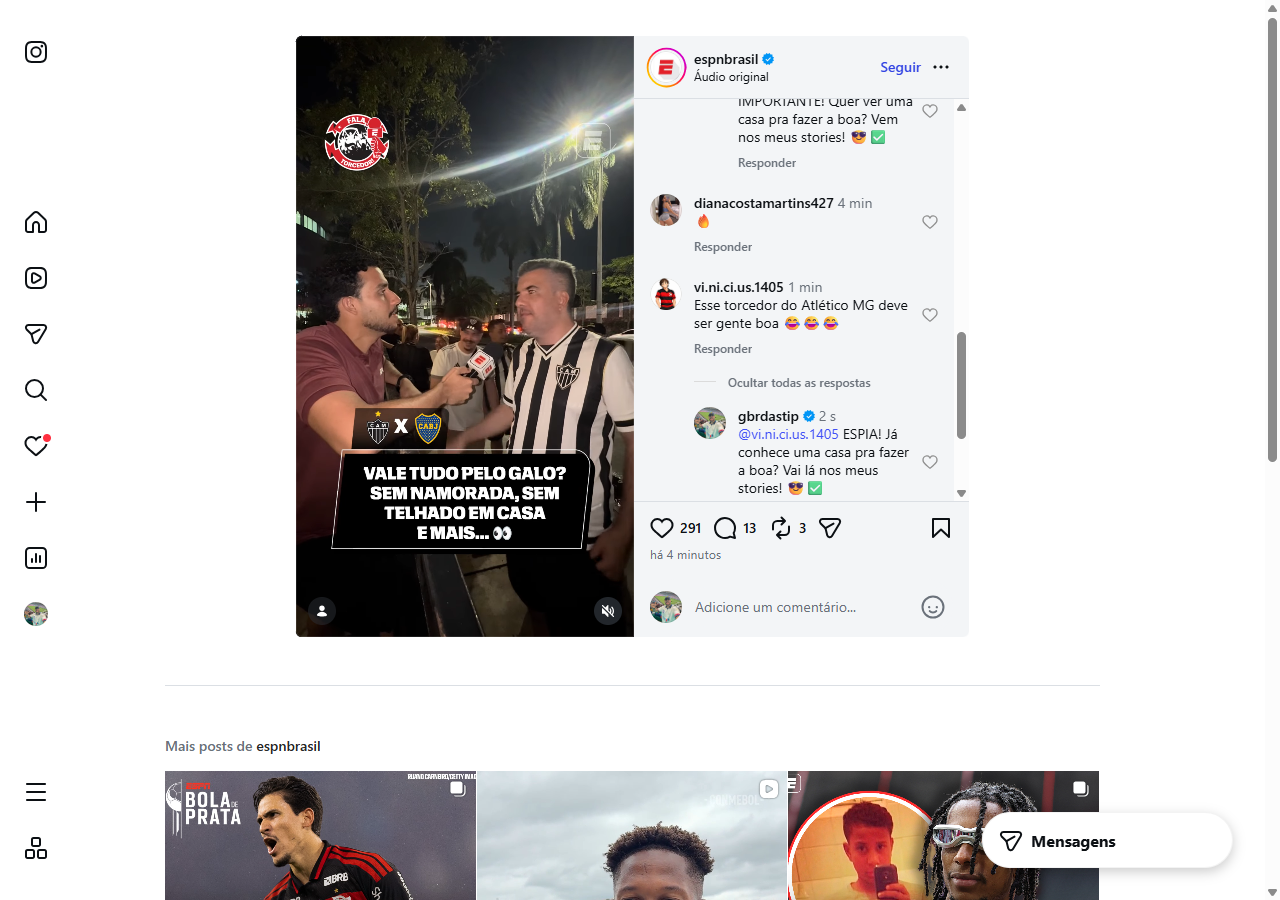 FALA
TORCEDOR!
CAM
X
CABJ
VALE TUDO PELO GALO?
SEM NAMORADA, SEM
TELHADO EM CASA
E MAIS... 👀
espnbrasil
Áudio original
Seguir
IMPORTANTE! Quer ver uma
casa pra fazer a boa? Vem
nos meus stories! 😎 ✅
Responder
dianacostamartins427 4 min
🔥
Responder
vi.ni.ci.us.1405 1 min
Esse torcedor do Atlético MG deve
ser gente boa 😂 😂 😂
Responder
Ocultar todas as respostas
gbrdastip 2 s
@vi.ni.ci.us.1405 ESPIA! Já
conhece uma casa pra fazer
a boa? Vai lá nos meus
stories! 😎 ✅
291
13
3
há 4 minutos
Adicione um comentário...
Mais posts de espnbrasil
BOLA
DE
PRATA
BRB
Mensagens